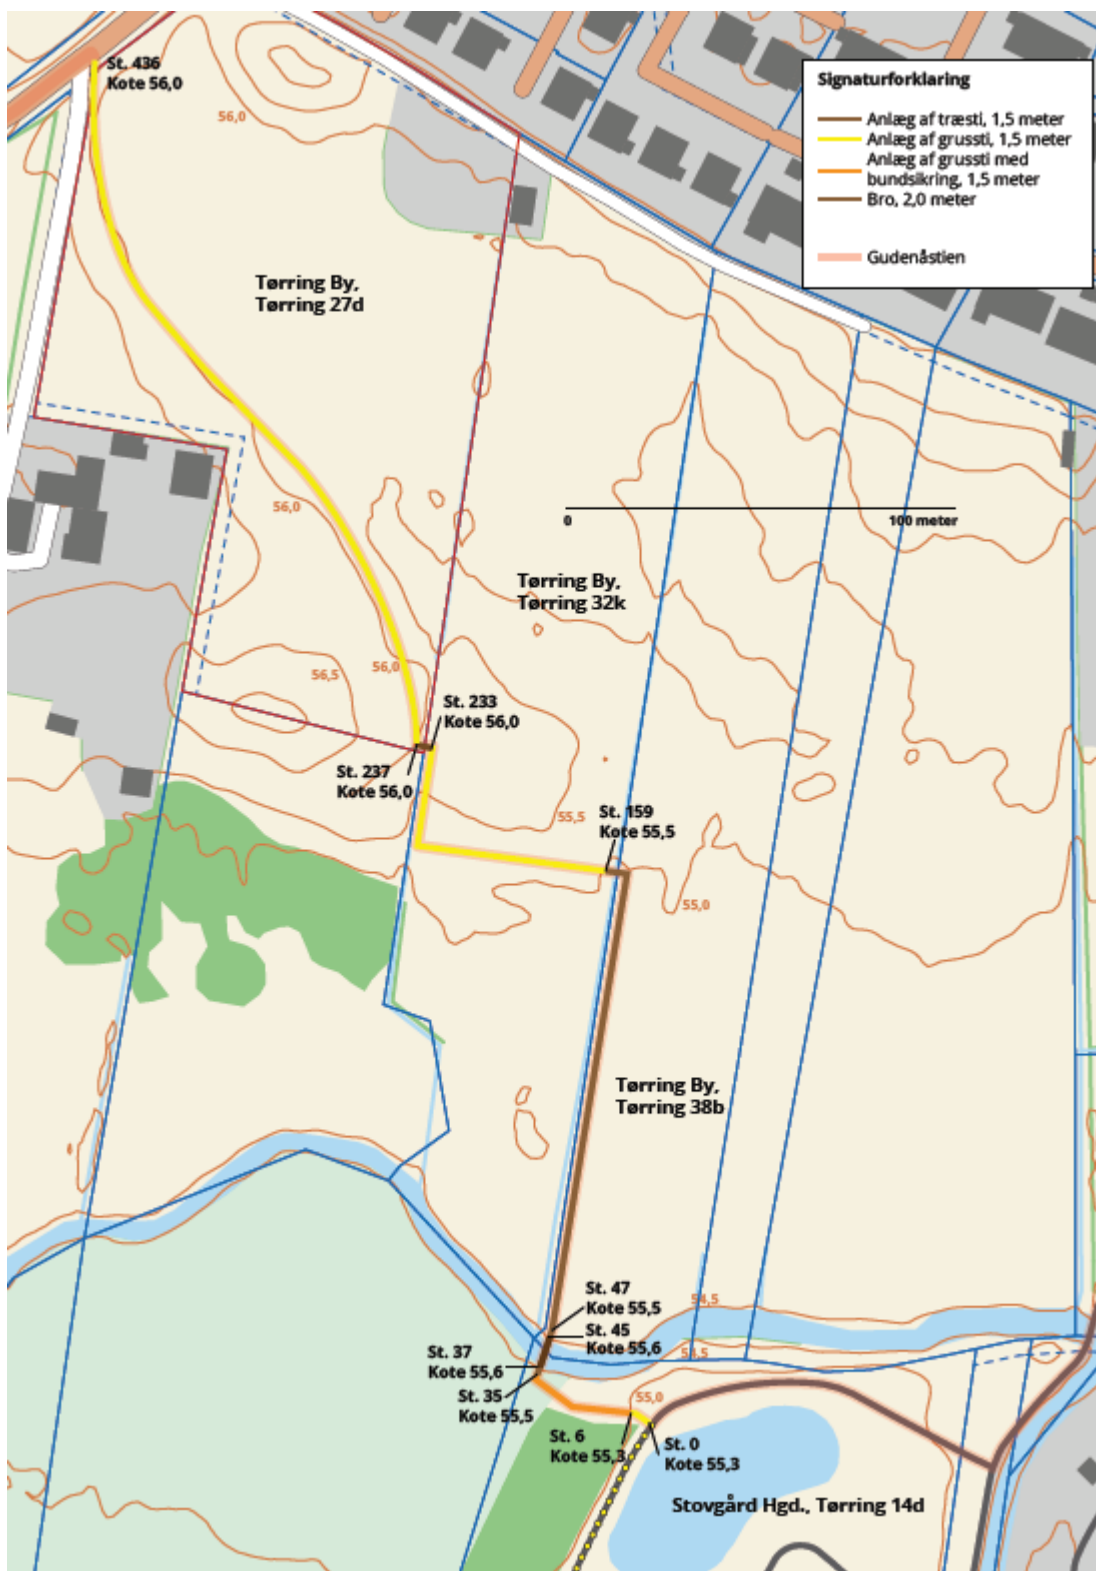 St. 436
Kote 56,0
56,0
Signaturforklaring
Anlæg af træsti, 1,5 meter
Anlæg af grussti, 1,5 meter
Anlæg af grussti med
bundsikring, 1,5 meter
Bro, 2,0 meter
Gudenåstien
Tørring By,
Tørring 27d
56,0
0
100 meter
Tørring By,
Tørring 32k
56,5
56,0
St. 233
Kote 56,0
St. 237
Kote 56,0
55,5
St. 159
Kote 55,5
55,0
Tørring By,
Tørring 38b
St. 47
Kote 55,5
54,5
St. 45
Kote 55,6
54,5
St. 37
Kote 55,6
St. 35
Kote 55,5
55,0
St. 6
Kote 55,3
St. 0
Kote 55,3
Stovgård Hgd., Tørring 14d